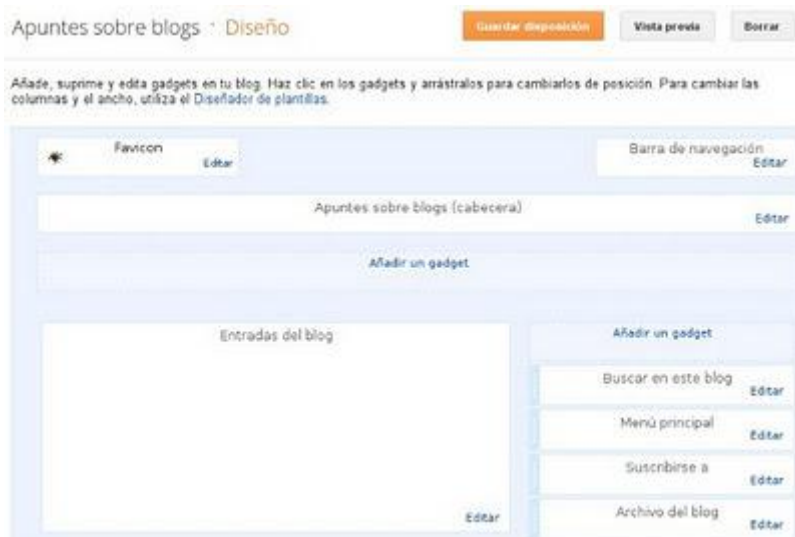 Apuntes sobre blogs · Diseño
Guardar disposición
Vista previa
Borrar
Añade, suprime y edita gadgets en tu blog. Haz clic en los gadgets y arrástralos para cambiarlos de posición. Para cambiar las
columnas y el ancho, utiliza el Diseñador de plantillas.
Favicon
Editar
Barra de navegación
Editar
Apuntes sobre blogs (cabecera)
Editar
Añadir un gadget
Entradas del blog
Editar
Añadir un gadget
Buscar en este blog
Editar
Menú principal
Editar
Suscribirse a
Editar
Archivo del blog
Editar